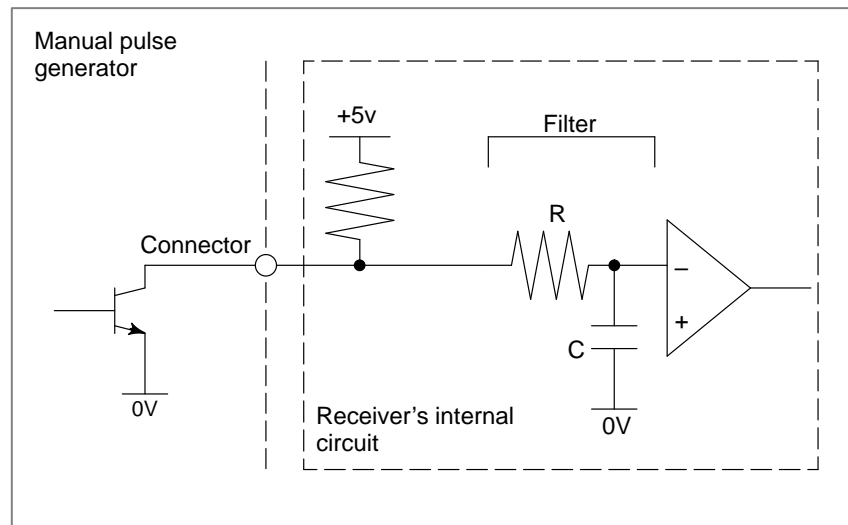 Manual pulse
generator
+5v
Filter
R
Connector
−
+
C
0V
0V
Receiver’s internal
circuit